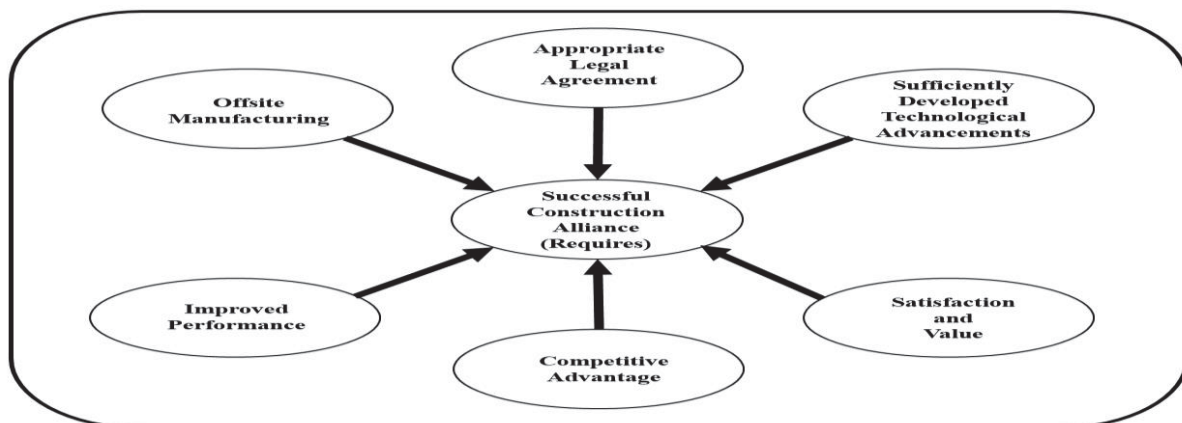 Appropriate
Legal
Agreement
Offsite
Manufacturing
Sufficiently
Developed
Technological
Advancements
Successful
Construction
Alliance
(Requires)
Improved
Performance
Satisfaction
and
Value
Competitive
Advantage